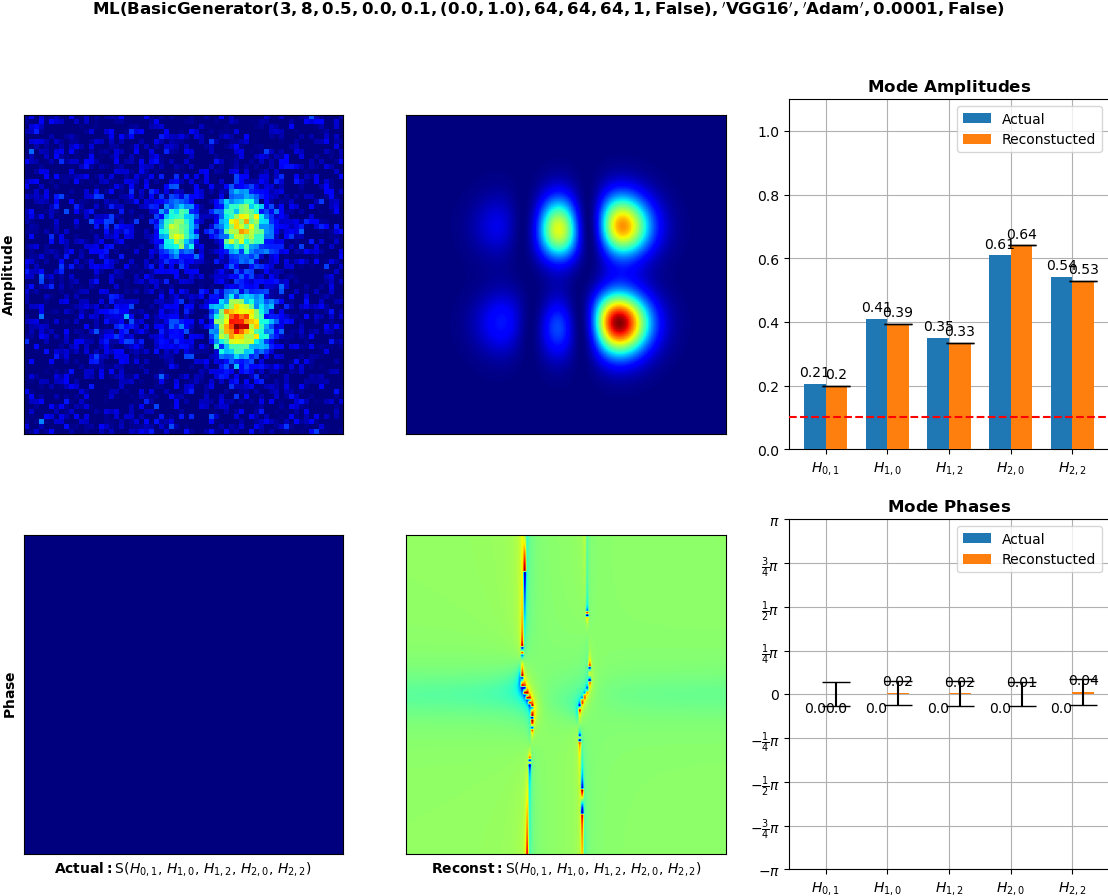 ML(BasicGenerator(3, 8, 0.5, 0.0, 0.1, (0.0, 1.0), 64, 64, 64, 1, False), ′VGG16′, ′Adam′, 0.0001, False)
Mode Amplitudes
Actual
Reconstucted
1.0
0.8
0.6
0.4
0.2
0.0
0.21
0.2
0.41
0.39
0.35
0.33
0.61
0.64
0.54
0.53
H0,1
H1,0
H1,2
H2,0
H2,2
Amplitude
Mode Phases
Actual
Reconstucted
π
3/4π
1/2π
1/4π
0
−1/4π
−1/2π
−3/4π
−π
0.0
0.0
0.0
0.02
0.0
0.02
0.0
0.01
0.0
0.04
H0,1
H1,0
H1,2
H2,0
H2,2
Phase
Actual: S(H0,1, H1,0, H1,2, H2,0, H2,2)
Reconst: S(H0,1, H1,0, H1,2, H2,0, H2,2)